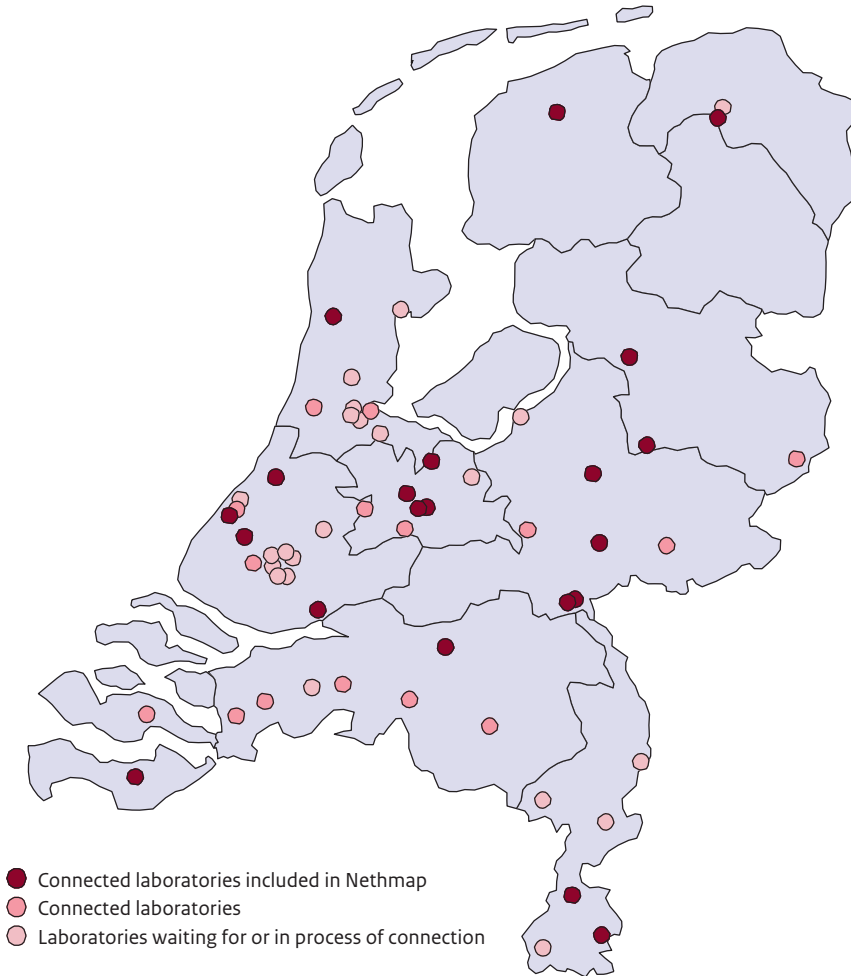 Connected laboratories included in Nethmap
Connected laboratories
Laboratories waiting for or in process of connection